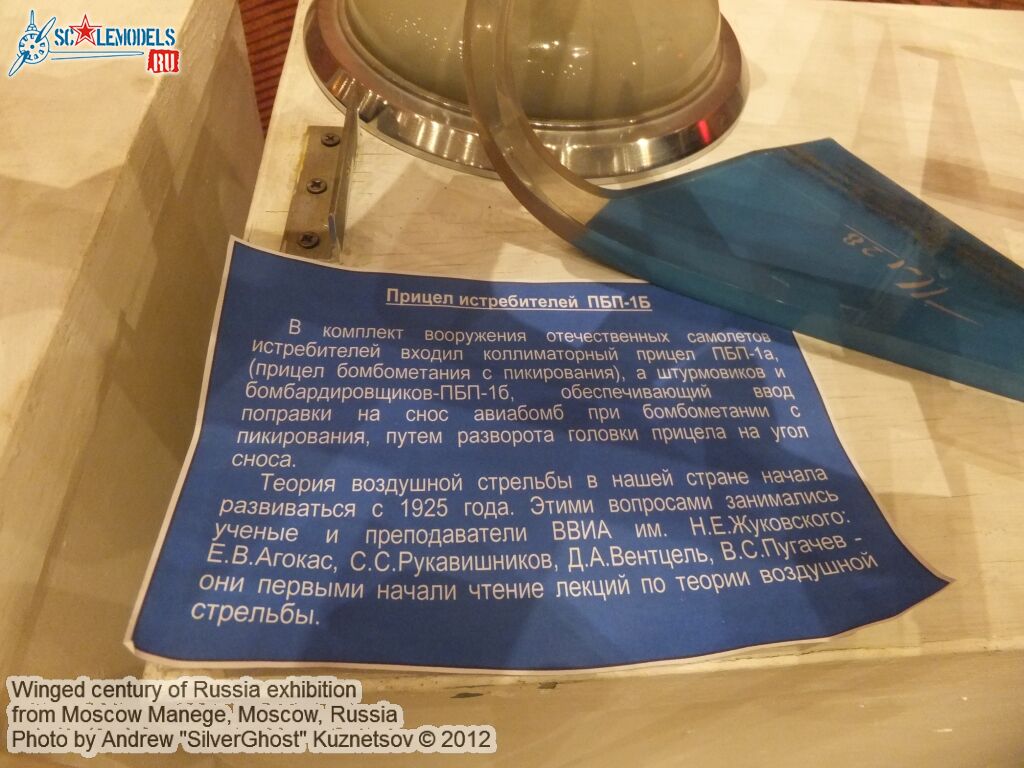 SCALEMODELS
RU
Прицел истребителей ПБП-1Б
В комплект вооружения отечественных самолетов
истребителей входил коллиматорный прицел ПБП-1а,
(прицел бомбометания с пикирования), а штурмовиков и
бомбардировщиков-ПБП-1б, обеспечивающий ввод
поправки на снос авиабомб при бомбометании с
пикирования, путем разворота головки прицела на угол
сноса.
Теория воздушной стрельбы в нашей стране начала
развиваться с 1925 года. Этими вопросами занимались
ученые и преподаватели ВВИА им. Н.Е.Жуковского:
Е.В.Агокас, С.С.Рукавишников, Д.А.Вентцель, В.С.Пугачев -
они первыми начали чтение лекций по теории воздушной
стрельбы.
Winged century of Russia exhibition
from Moscow Manege, Moscow, Russia
Photo by Andrew "SilverGhost" Kuznetsov © 2012